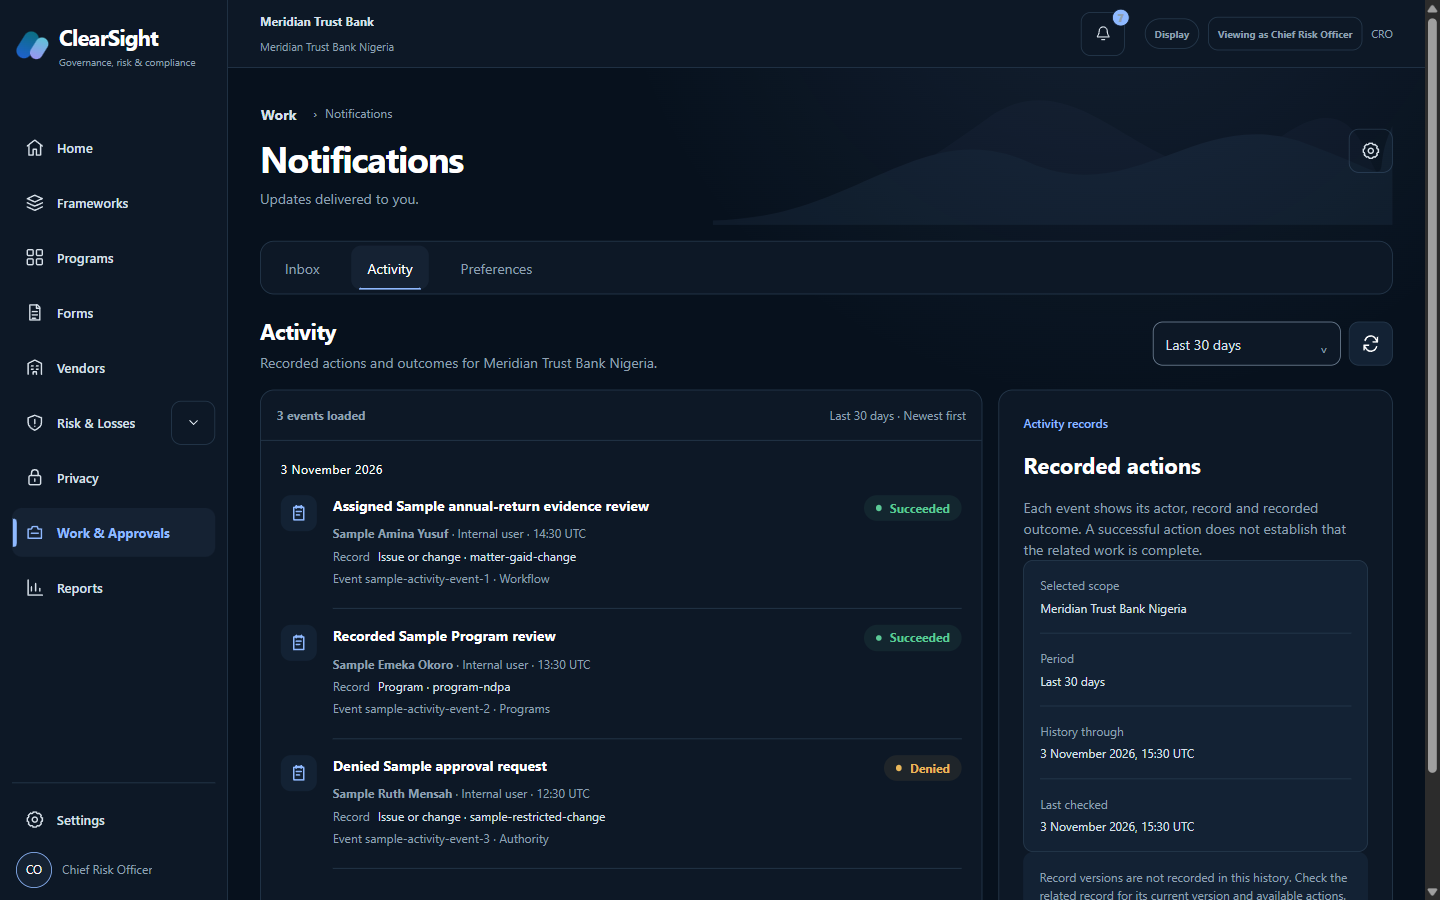 ClearSight
Governance, risk & compliance
Home
Frameworks
Programs
Forms
Vendors
Risk & Losses
Privacy
Work & Approvals
Reports
Settings
CO
Chief Risk Officer
Meridian Trust Bank
Meridian Trust Bank Nigeria
Display
Viewing as Chief Risk Officer
CRO
Work › Notifications
Notifications
Updates delivered to you.
Inbox
Activity
Preferences
Activity
Recorded actions and outcomes for Meridian Trust Bank Nigeria.
Last 30 days
3 events loaded
Last 30 days · Newest first
3 November 2026
Assigned Sample annual-return evidence review
Succeeded
Sample Amina Yusuf · Internal user · 14:30 UTC
Record Issue or change · matter-gaid-change
Event sample-activity-event-1 · Workflow
Recorded Sample Program review
Succeeded
Sample Emeka Okoro · Internal user · 13:30 UTC
Record Program · program-ndpa
Event sample-activity-event-2 · Programs
Denied Sample approval request
Denied
Sample Ruth Mensah · Internal user · 12:30 UTC
Record Issue or change · sample-restricted-change
Event sample-activity-event-3 · Authority
Activity records
Recorded actions
Each event shows its actor, record and recorded
outcome. A successful action does not establish that
the related work is complete.
Selected scope
Meridian Trust Bank Nigeria
Period
Last 30 days
History through
3 November 2026, 15:30 UTC
Last checked
3 November 2026, 15:30 UTC
Record versions are not recorded in this history. Check the
related record for its current version and available actions.